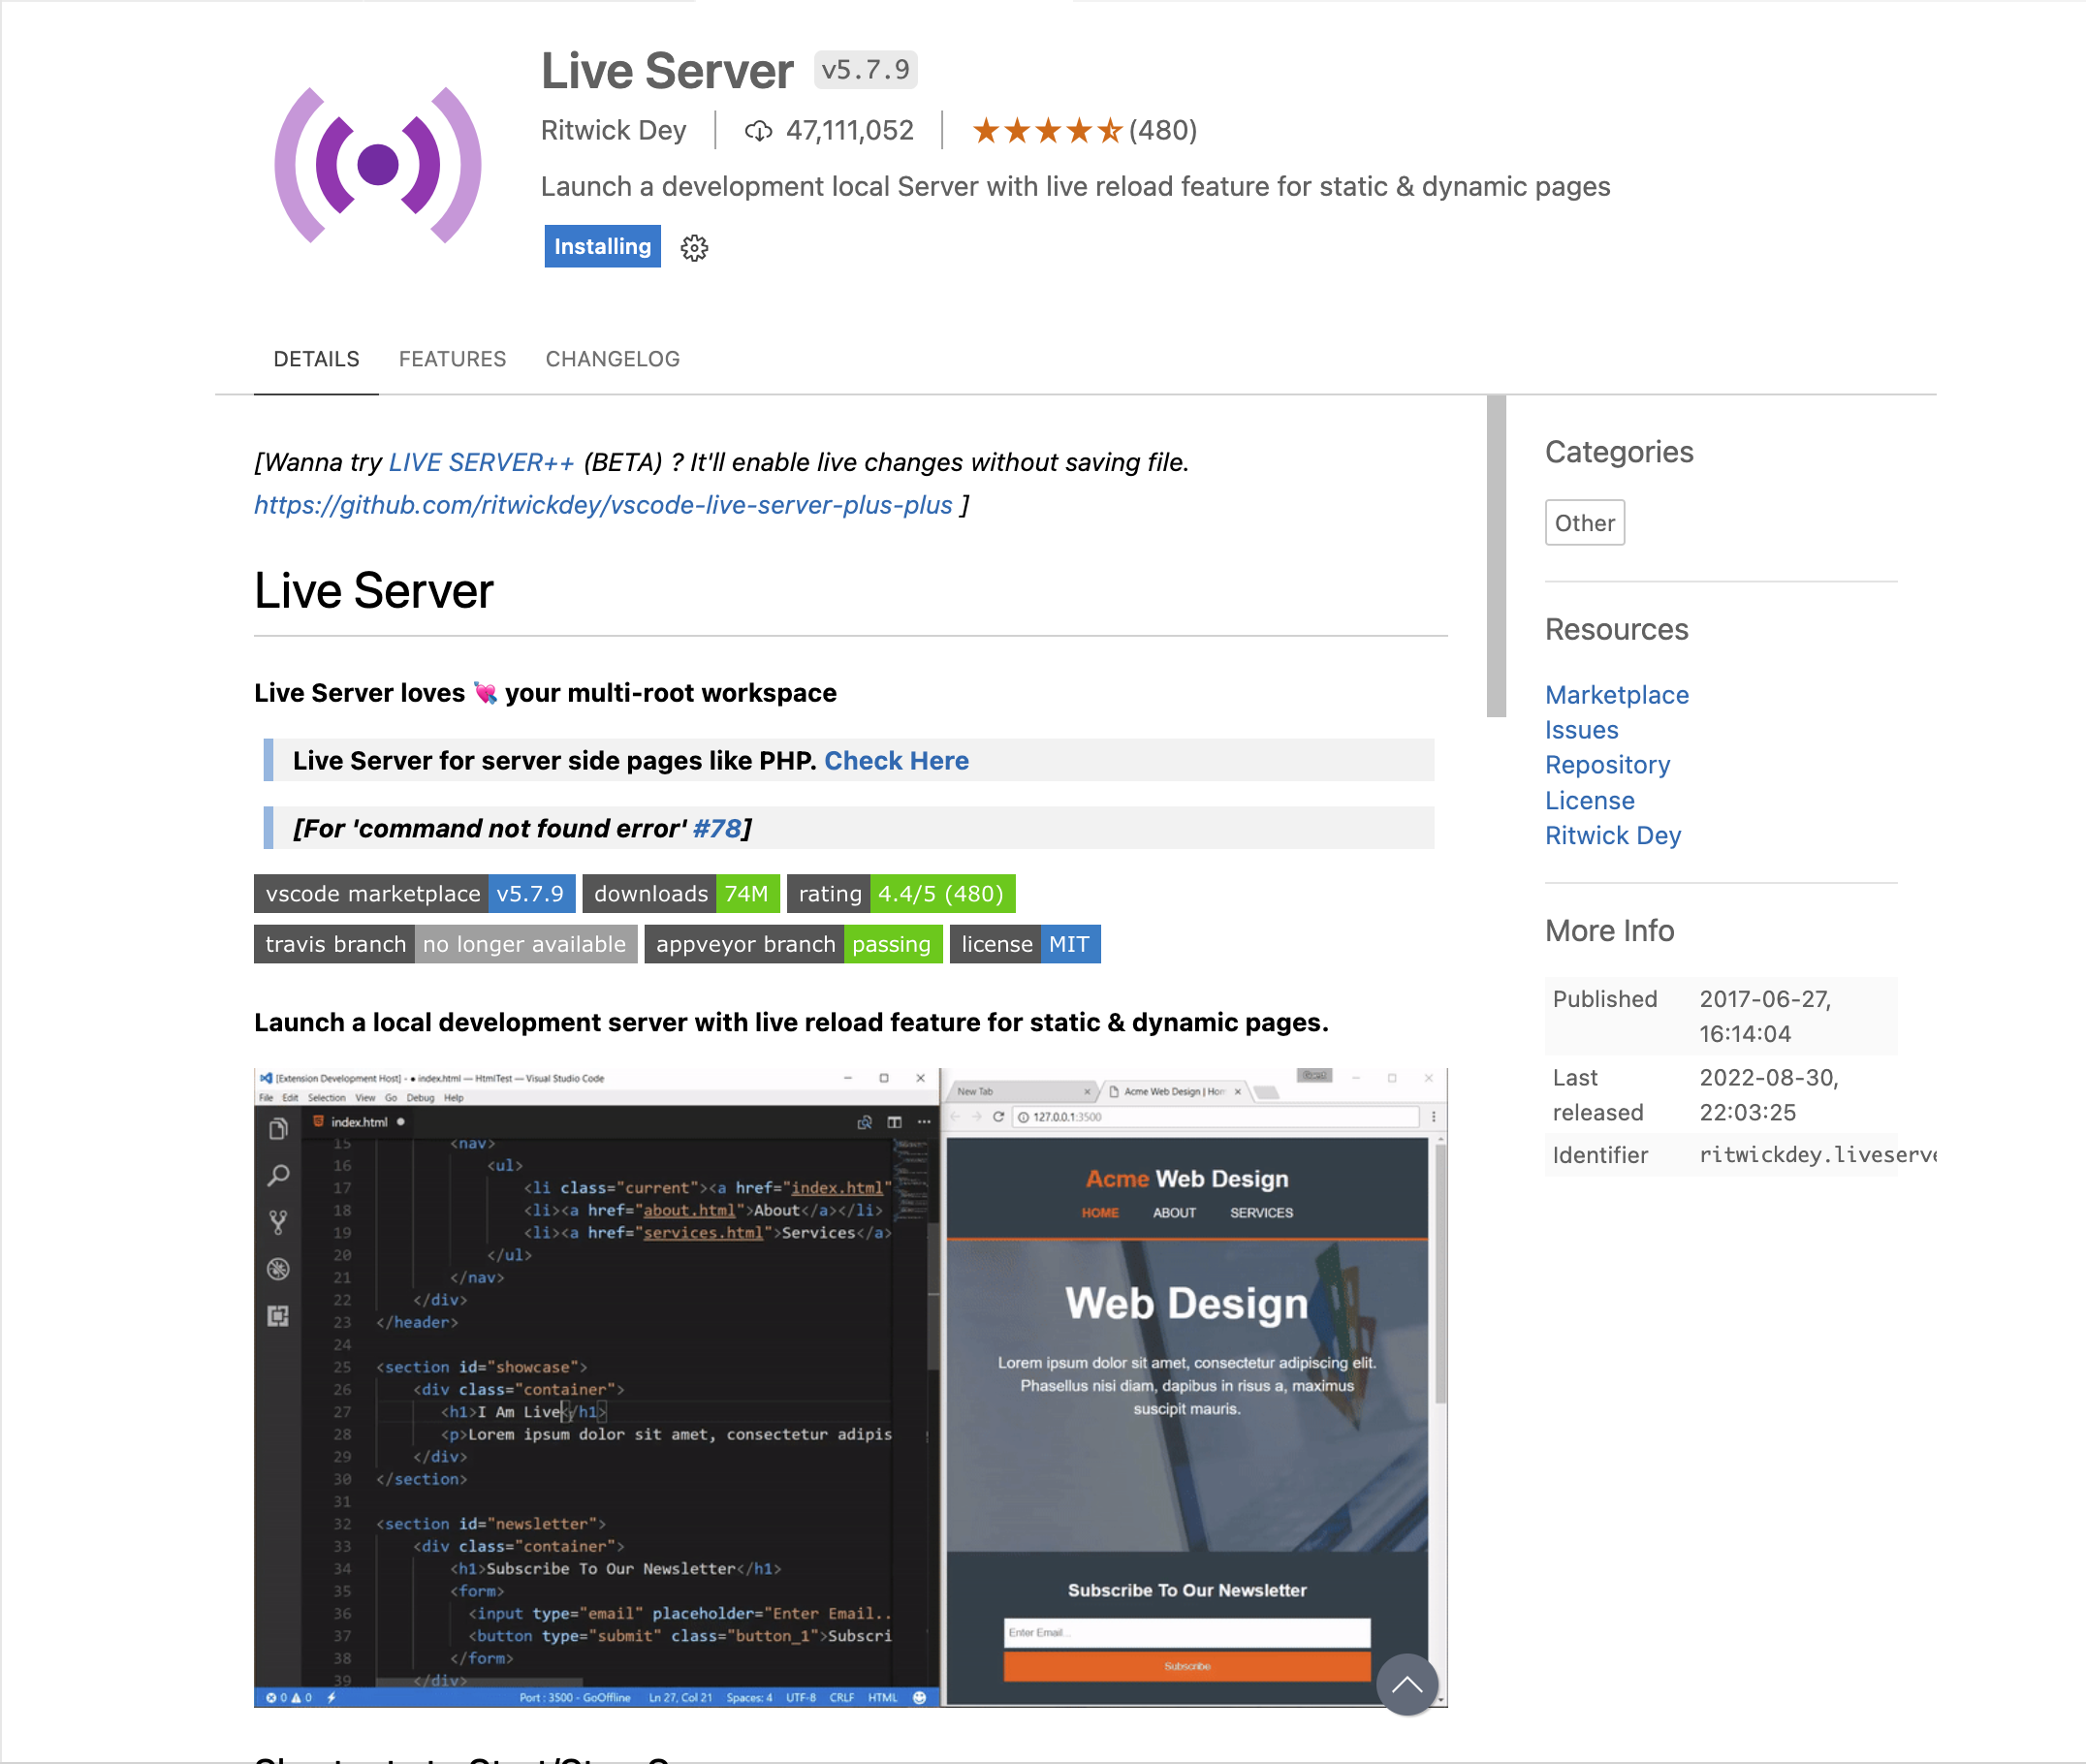 Live Server v5.7.9
Ritwick Dey 47,111,052 (480)
Launch a development local Server with live reload feature for static & dynamic pages
Installing
DETAILS FEATURES CHANGELOG
[Wanna try LIVE SERVER++ (BETA) ? It'll enable live changes without saving file.
https://github.com/ritwickdey/vscode-live-server-plus-plus ]
Live Server
Live Server loves 💘 your multi-root workspace
Live Server for server side pages like PHP. Check Here
[For 'command not found error' #78]
vscode marketplace v5.7.9 downloads 74M rating 4.4/5 (480)
travis branch no longer available appveyor branch passing license MIT
Launch a local development server with live reload feature for static & dynamic pages.
[Extension Development Host] - • index.html — HtmlTest — Visual Studio Code
File Edit Selection View Go Debug Help
index.html
15 <nav>
16 <ul>
17 <li class="current"><a href="index.html"
18 <li><a href="about.html">About</a></li>
19 <li><a href="services.html">Services</a>
20 </ul>
21 </nav>
22 </div>
23 </header>
24
25 <section id="showcase">
26 <div class="container">
27 <h1>I Am Live</h1>
28 <p>Lorem ipsum dolor sit amet, consectetur adipis
29 </div>
30 </section>
31
32 <section id="newsletter">
33 <div class="container">
34 <h1>Subscribe To Our Newsletter</h1>
35 <form>
36 <input type="email" placeholder="Enter Email..
37 <button type="submit" class="button_1">Subscri
38 </form>
39 </div>
0 0 Port : 3500 - GoOffline Ln 27, Col 21 Spaces: 4 UTF-8 CRLF HTML
Guest
New Tab Acme Web Design | Hom
127.0.0.1:3500
Acme Web Design
HOME ABOUT SERVICES
Web Design
Lorem ipsum dolor sit amet, consectetur adipiscing elit.
Phasellus nisi diam, dapibus in risus a, maximus
suscipit mauris.
Subscribe To Our Newsletter
Enter Email...
Subscribe
Categories
Other
Resources
Marketplace
Issues
Repository
License
Ritwick Dey
More Info
Published 2017-06-27,
16:14:04
Last 2022-08-30,
released 22:03:25
Identifier ritwickdey.liveserve